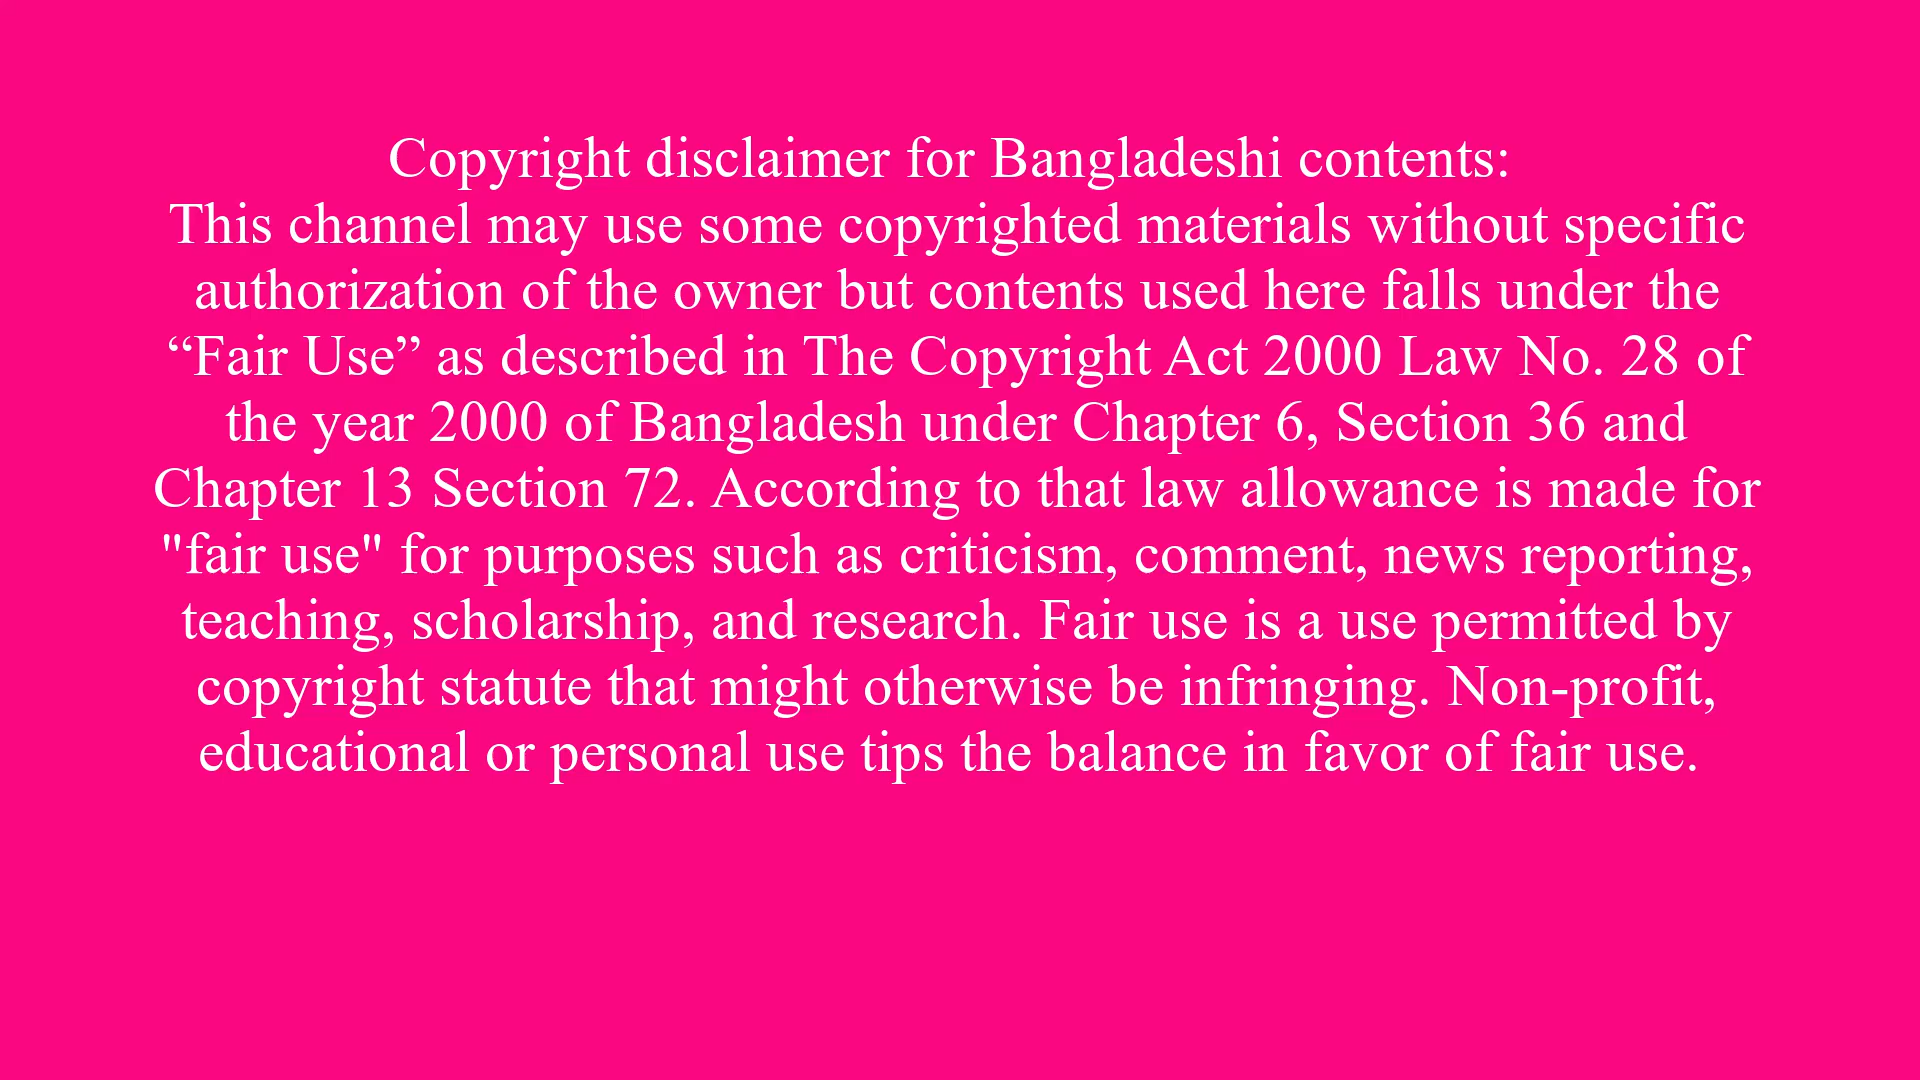 Copyright disclaimer for Bangladeshi contents:
This channel may use some copyrighted materials without specific
authorization of the owner but contents used here falls under the
“Fair Use” as described in The Copyright Act 2000 Law No. 28 of
the year 2000 of Bangladesh under Chapter 6, Section 36 and
Chapter 13 Section 72. According to that law allowance is made for
"fair use" for purposes such as criticism, comment, news reporting,
teaching, scholarship, and research. Fair use is a use permitted by
copyright statute that might otherwise be infringing. Non-profit,
educational or personal use tips the balance in favor of fair use.